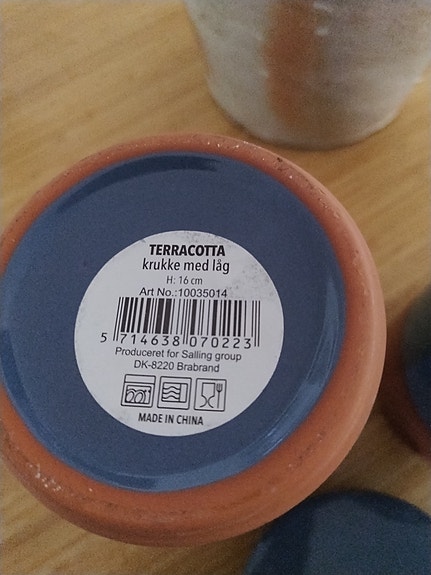 TERRACOTTA
krukke med låg
H: 16 cm
Art No.:10035014
5 714638 070223
Produceret for Salling group
DK-8220 Brabrand
MADE IN CHINA